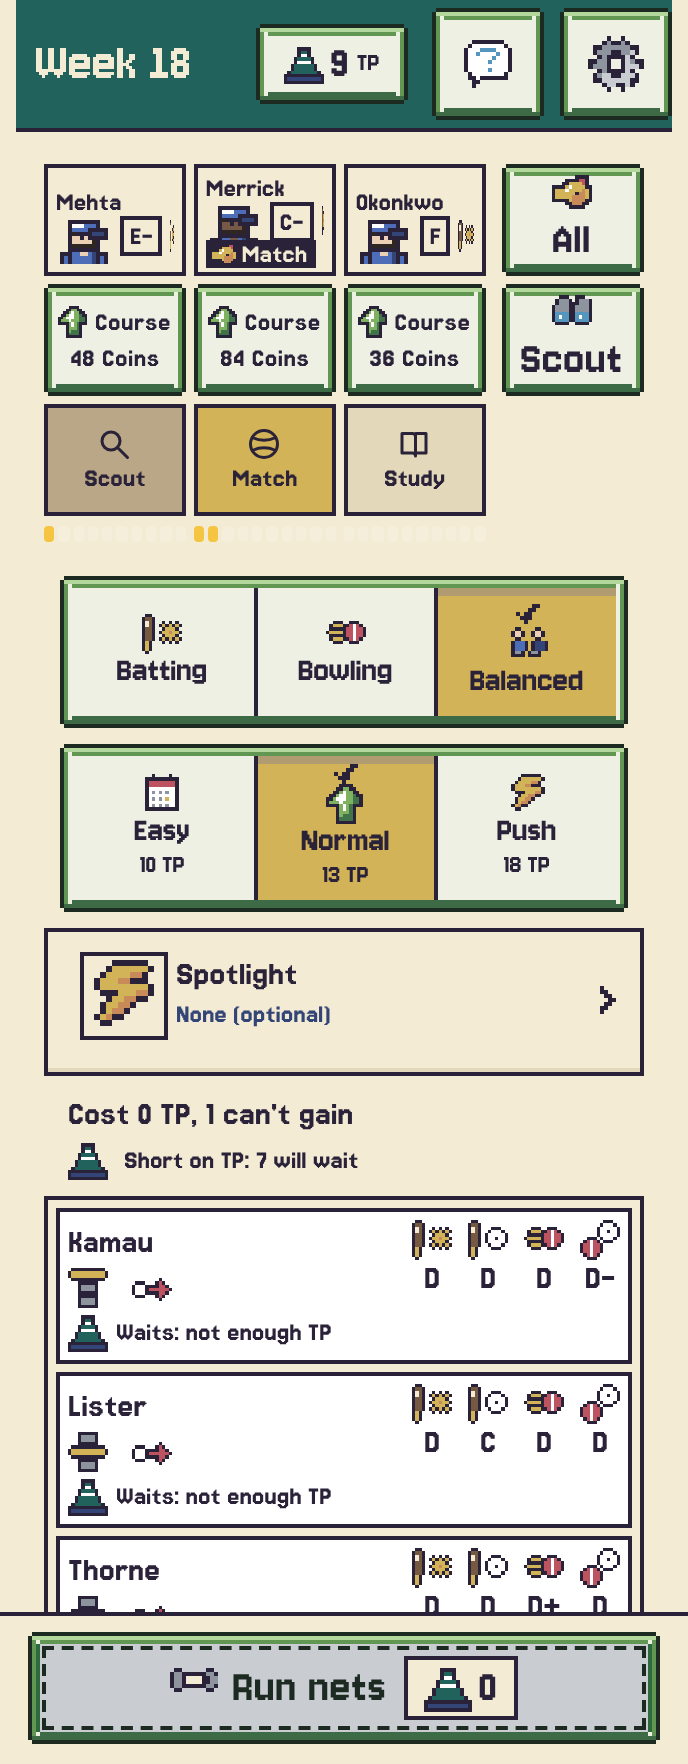 Week 18
9 TP
Mehta
E-
Merrick
C-
Match
Okonkwo
F
All
Course
48 Coins
Course
84 Coins
Course
36 Coins
Scout
Scout
Match
Study
Batting
Bowling
Balanced
Easy
10 TP
Normal
13 TP
Push
18 TP
Spotlight
None (optional)
Cost 0 TP, 1 can't gain
Short on TP: 7 will wait
Kamau
D D D D-
Waits: not enough TP
Lister
D C D D
Waits: not enough TP
Thorne
D D D+ D
Run nets 0